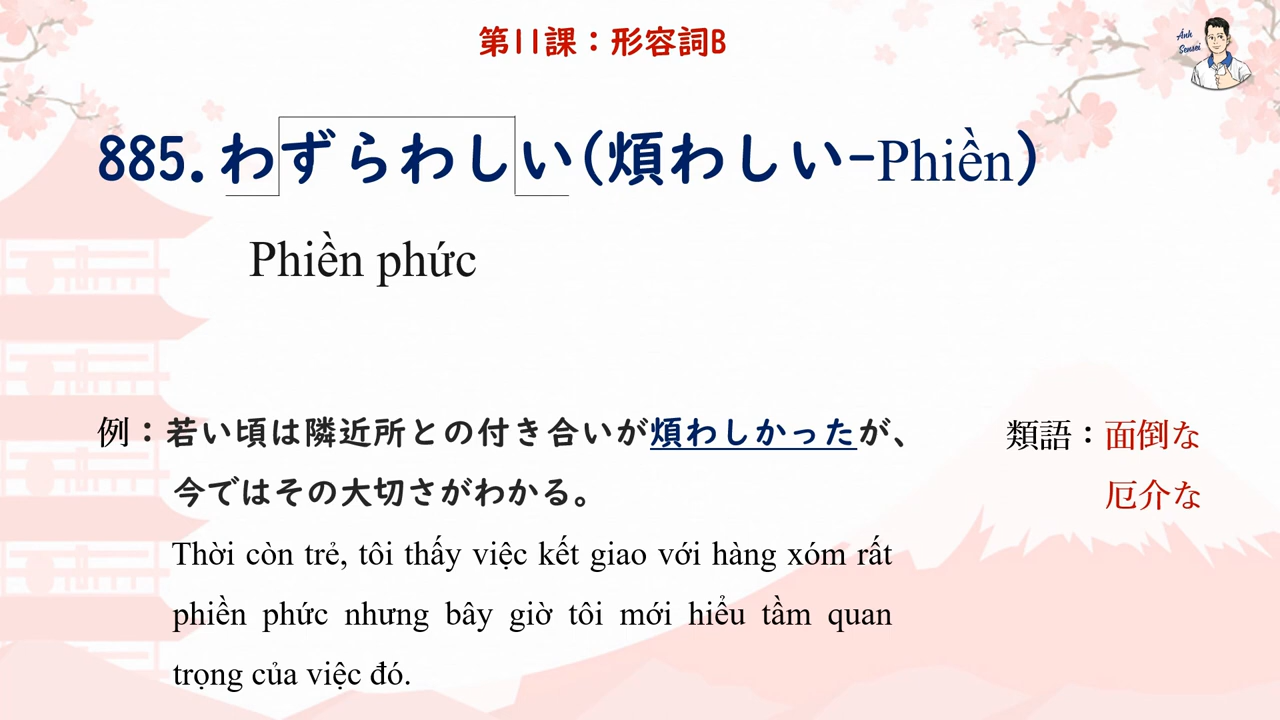 第11課：形容詞B
Anh
Sensei
885.わずらわしい(煩わしい-Phiền)
Phiền phức
例：若い頃は隣近所との付き合いが煩わしかったが、
今ではその大切さがわかる。
類語：面倒な
厄介な
Thời còn trẻ, tôi thấy việc kết giao với hàng xóm rất
phiền phức nhưng bây giờ tôi mới hiểu tầm quan
trọng của việc đó.